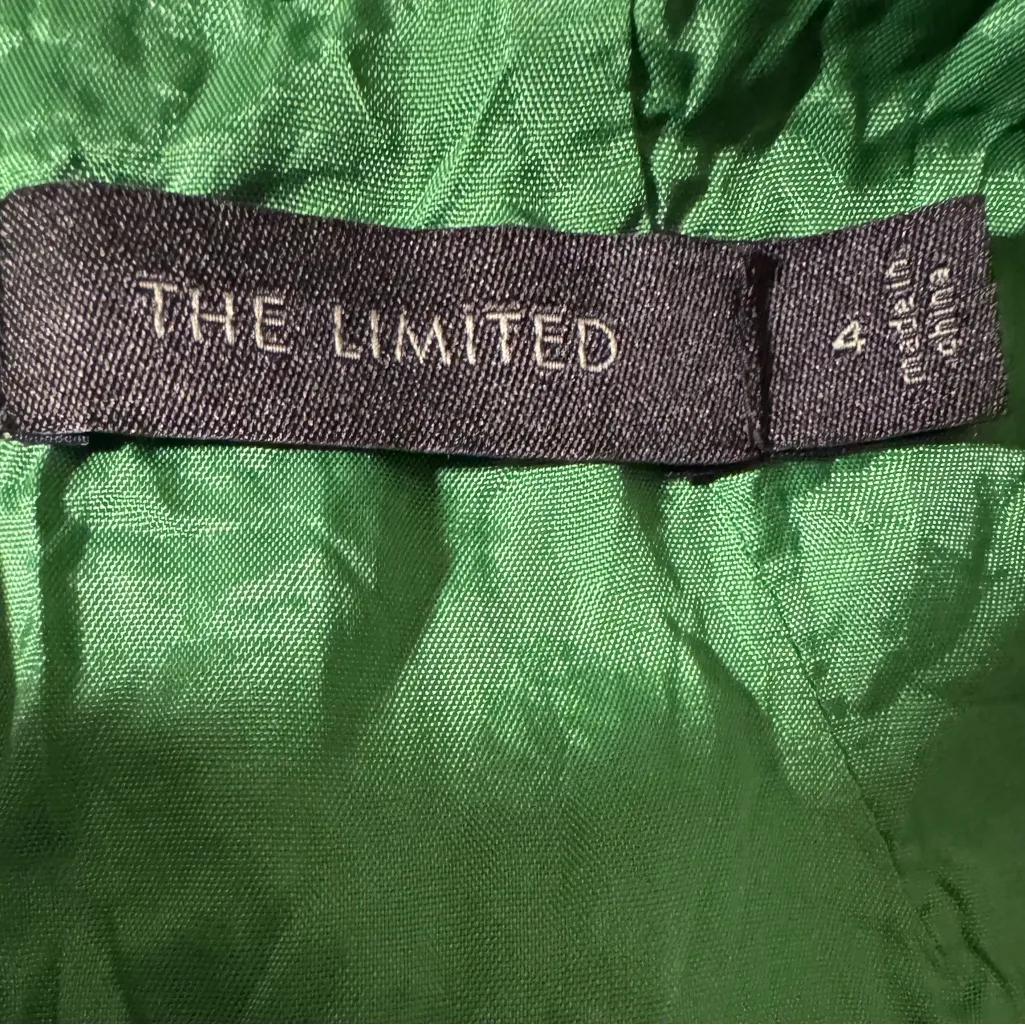 THE LIMITED
4
made in
china